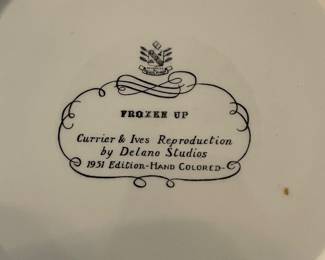 FROZEN UP
Currier & Ives Reproduction
by Delano Studios
1951 Edition-HAND COLORED-